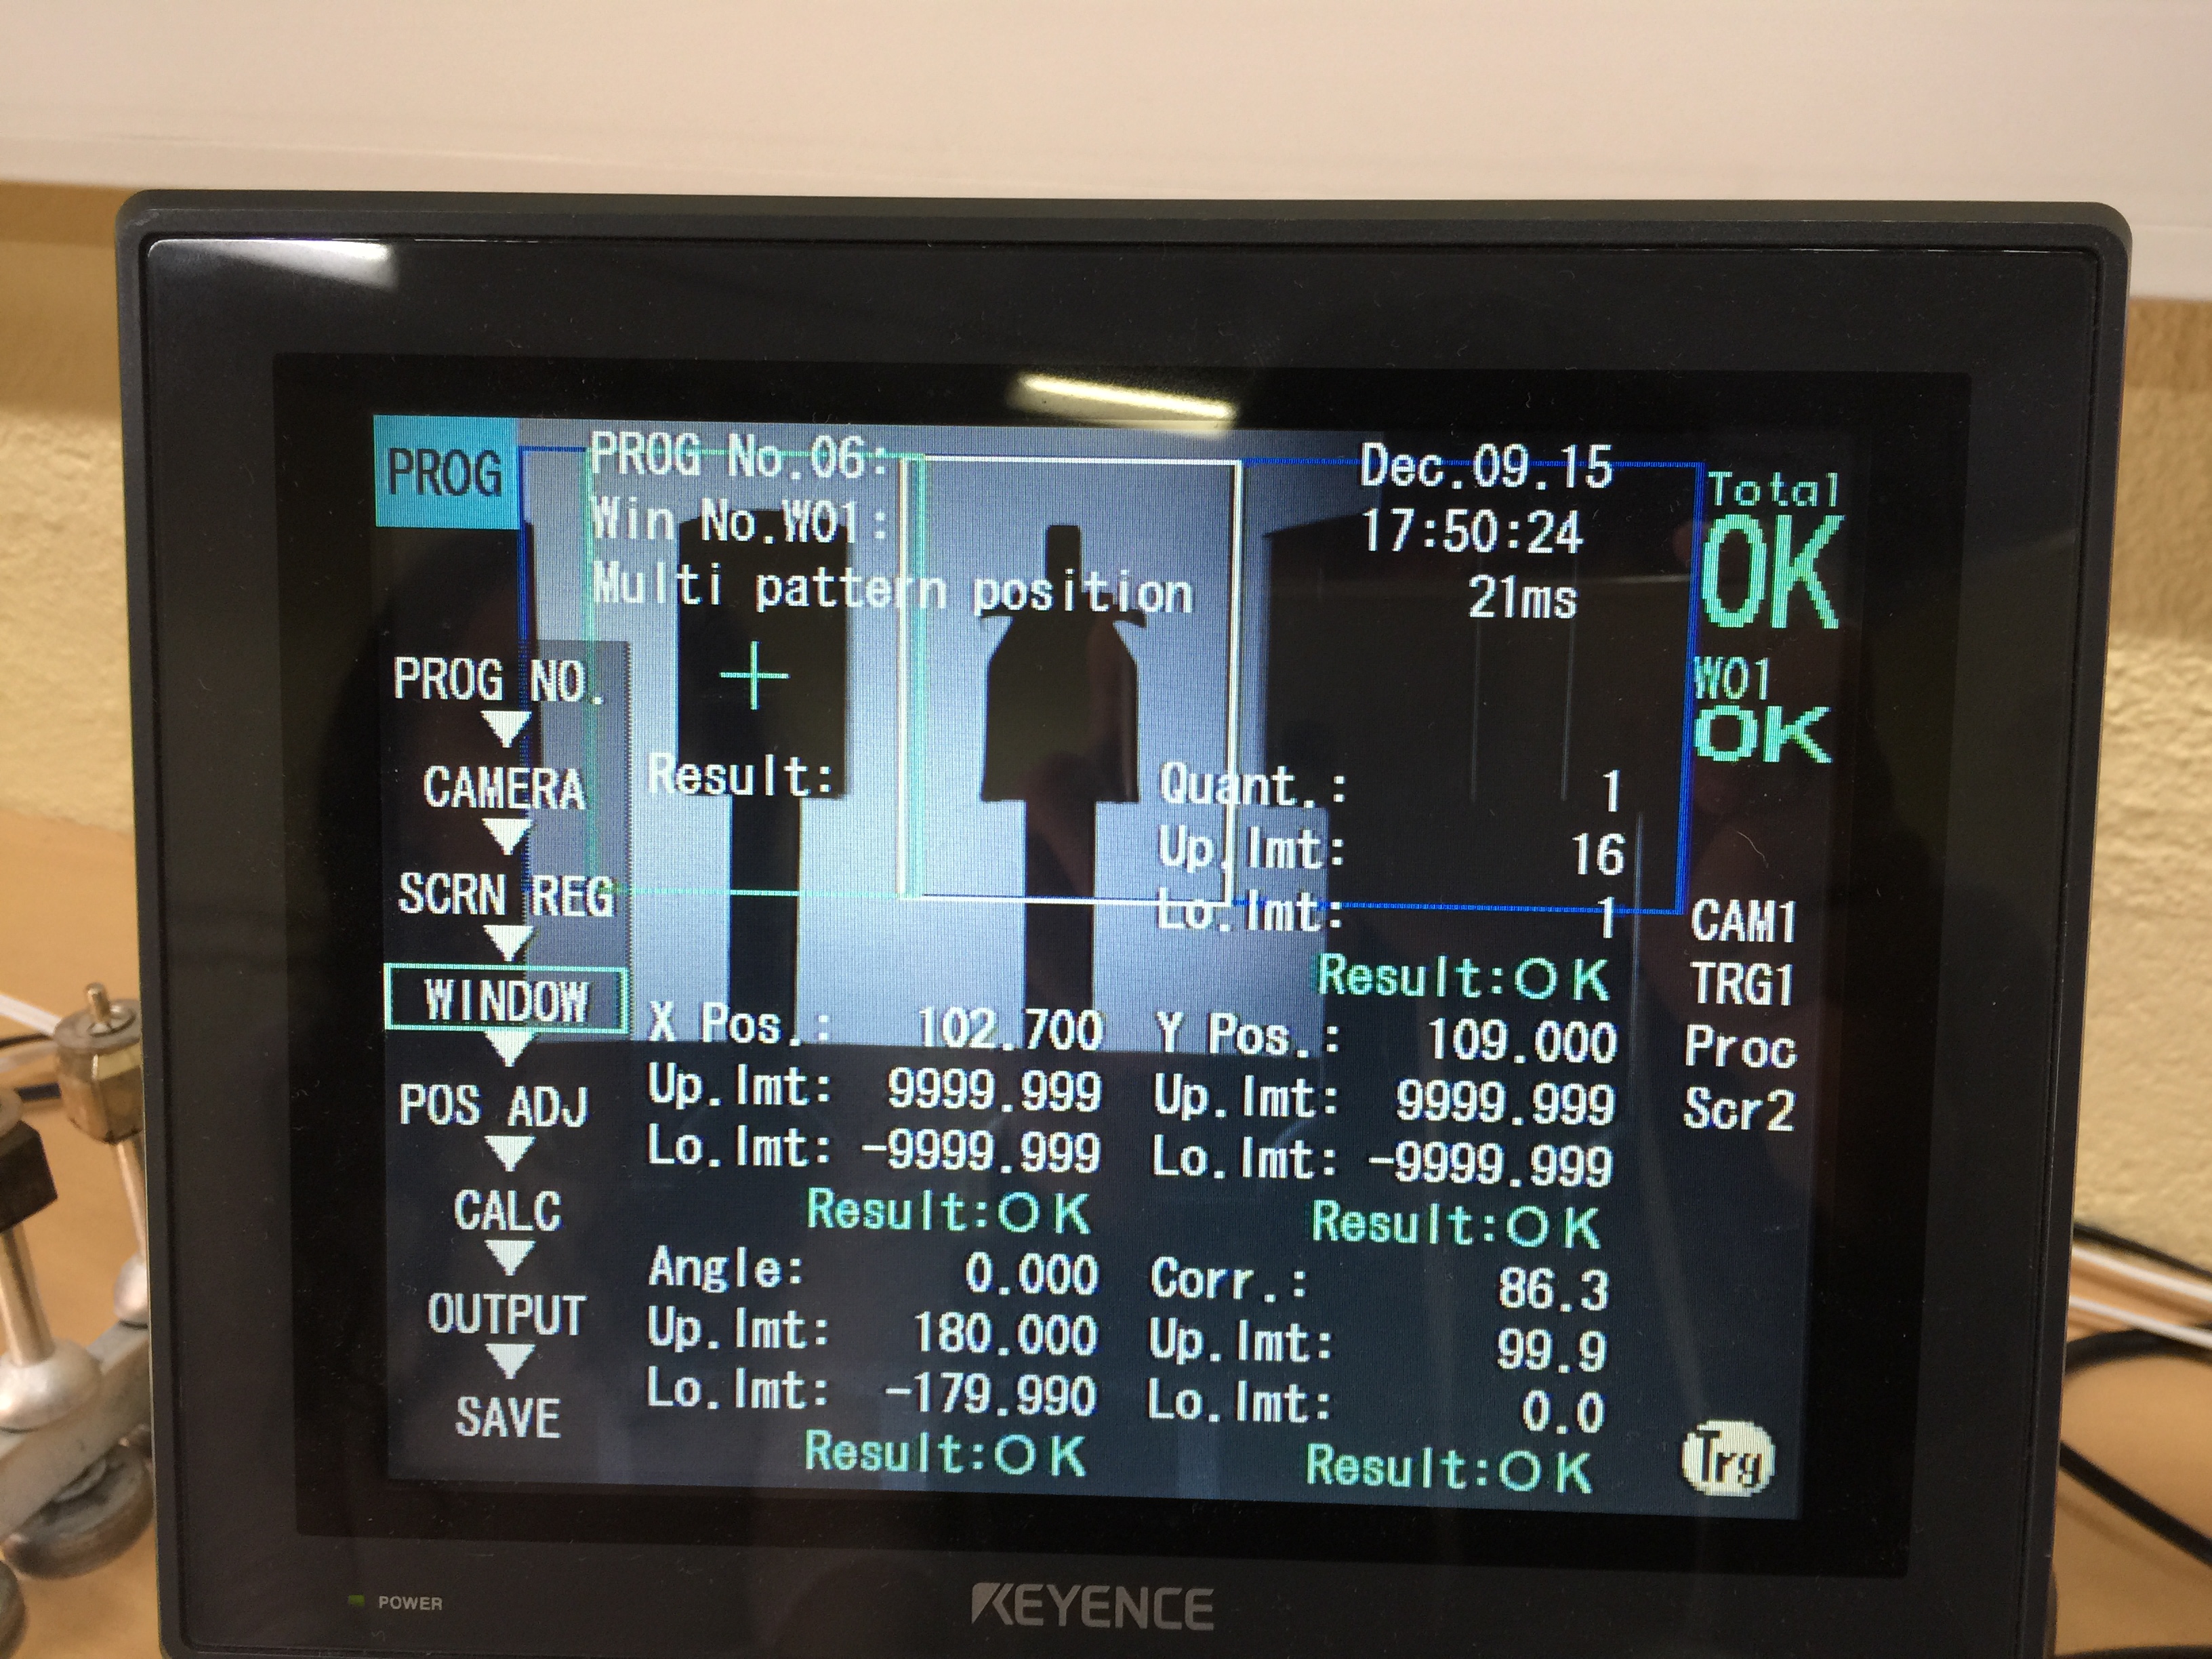 PROG
PROG No.06:
Dec.09.15
Total
OK
Win No.W01:
17:50:24
Multi pattern position
21ms
W01
OK
PROG NO.
CAMERA
SCRN REG
WINDOW
POS ADJ
CALC
OUTPUT
SAVE
Result:
Quant.: 1
Up.lmt: 16
Lo.lmt: 1
Result:OK
X Pos.: 102.700 Y Pos.: 109.000
Up.lmt: 9999.999 Up.lmt: 9999.999
Lo.lmt: -9999.999 Lo.lmt: -9999.999
Result:OK Result:OK
Angle: 0.000 Corr.: 86.3
Up.lmt: 180.000 Up.lmt: 99.9
Lo.lmt: -179.990 Lo.lmt: 0.0
Result:OK Result:OK
CAM1
TRG1
Proc
Scr2
Trg
POWER
KEYENCE